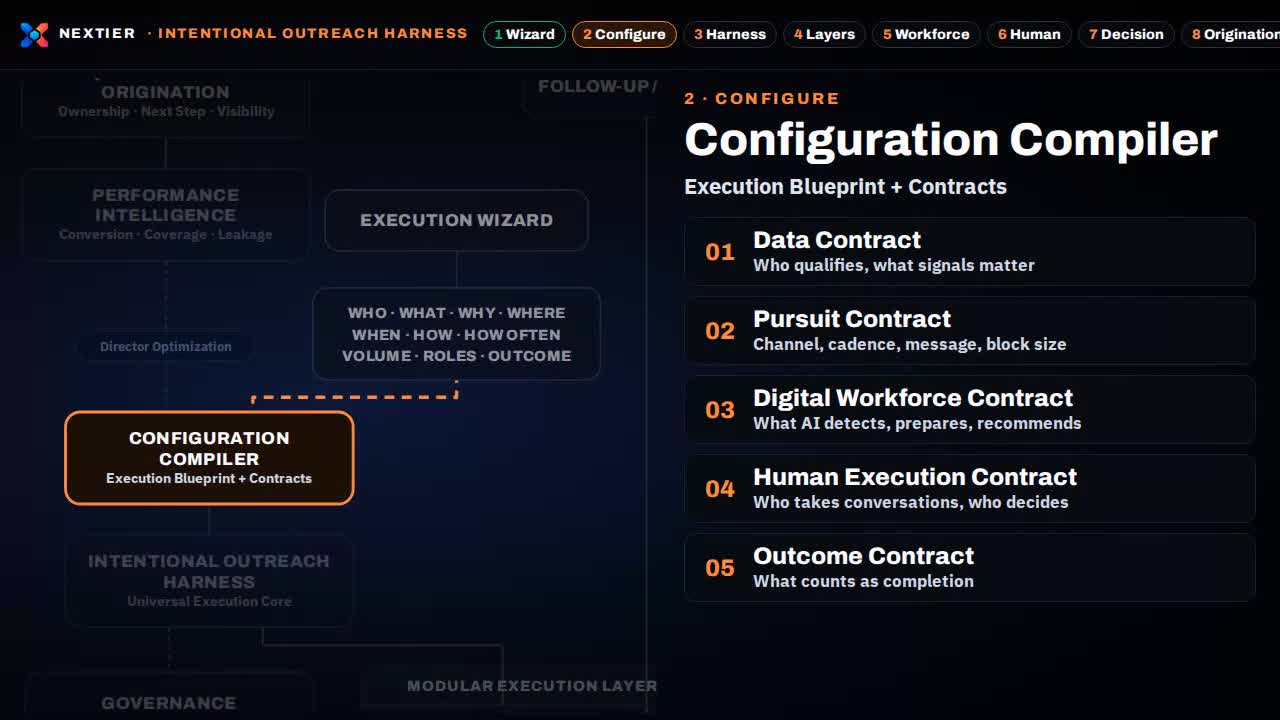 NEXTIER · INTENTIONAL OUTREACH HARNESS
1 Wizard
2 Configure
3 Harness
4 Layers
5 Workforce
6 Human
7 Decision
8 Origination
ORIGINATION
Ownership · Next Step · Visibility
FOLLOW-UP /
PERFORMANCE
INTELLIGENCE
Conversion · Coverage · Leakage
EXECUTION WIZARD
WHO · WHAT · WHY · WHERE
WHEN · HOW · HOW OFTEN
VOLUME · ROLES · OUTCOME
Director Optimization
CONFIGURATION
COMPILER
Execution Blueprint + Contracts
INTENTIONAL OUTREACH
HARNESS
Universal Execution Core
GOVERNANCE
MODULAR EXECUTION LAYER
2 · CONFIGURE
Configuration Compiler
Execution Blueprint + Contracts
01
Data Contract
Who qualifies, what signals matter
02
Pursuit Contract
Channel, cadence, message, block size
03
Digital Workforce Contract
What AI detects, prepares, recommends
04
Human Execution Contract
Who takes conversations, who decides
05
Outcome Contract
What counts as completion